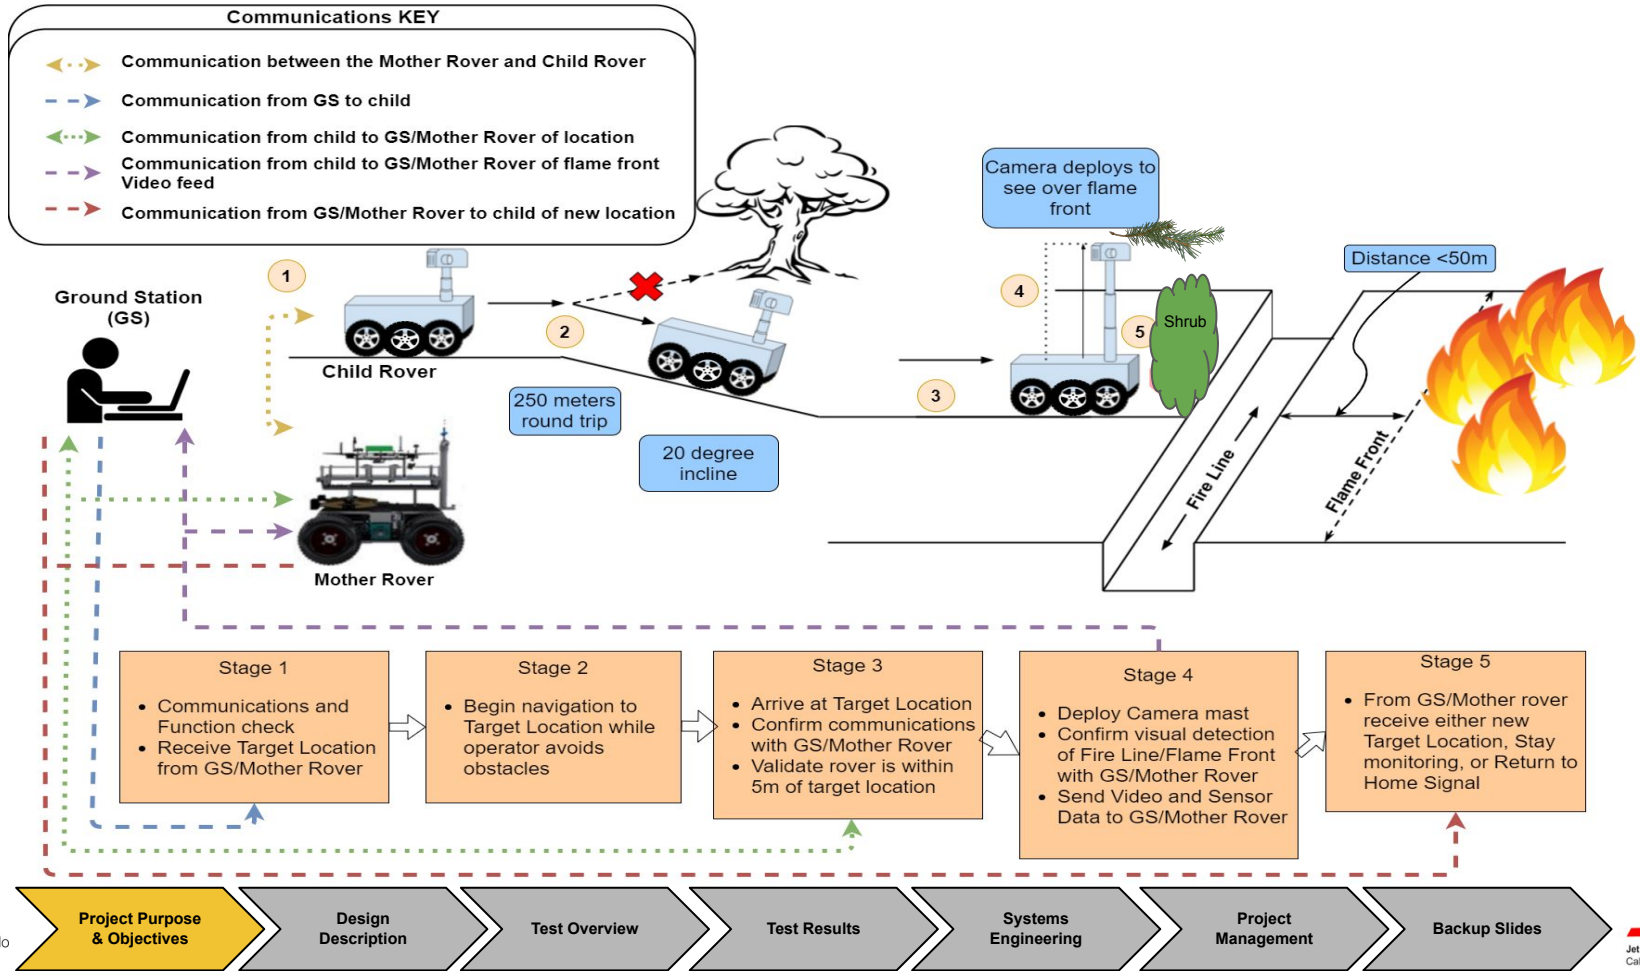 Communications KEY
Communication between the Mother Rover and Child Rover
Communication from GS to child
Communication from child to GS/Mother Rover of location
Communication from child to GS/Mother Rover of flame front
Video feed
Communication from GS/Mother Rover to child of new location
Ground Station
(GS)
1
Child Rover
Mother Rover
2
250 meters
round trip
20 degree
incline
3
Camera deploys to
see over flame
front
4
5
Shrub
Distance <50m
Fire Line
Flame Front
Stage 1
• Communications and
Function check
• Receive Target Location
from GS/Mother Rover
Stage 2
• Begin navigation to
Target Location while
operator avoids
obstacles
Stage 3
• Arrive at Target Location
• Confirm communications
with GS/Mother Rover
• Validate rover is within
5m of target location
Stage 4
• Deploy Camera mast
• Confirm visual detection
of Fire Line/Flame Front
with GS/Mother Rover
• Send Video and Sensor
Data to GS/Mother Rover
Stage 5
• From GS/Mother rover
receive either new
Target Location, Stay
monitoring, or Return to
Home Signal
Project Purpose
& Objectives
Design
Description
Test Overview
Test Results
Systems
Engineering
Project
Management
Backup Slides
Jet